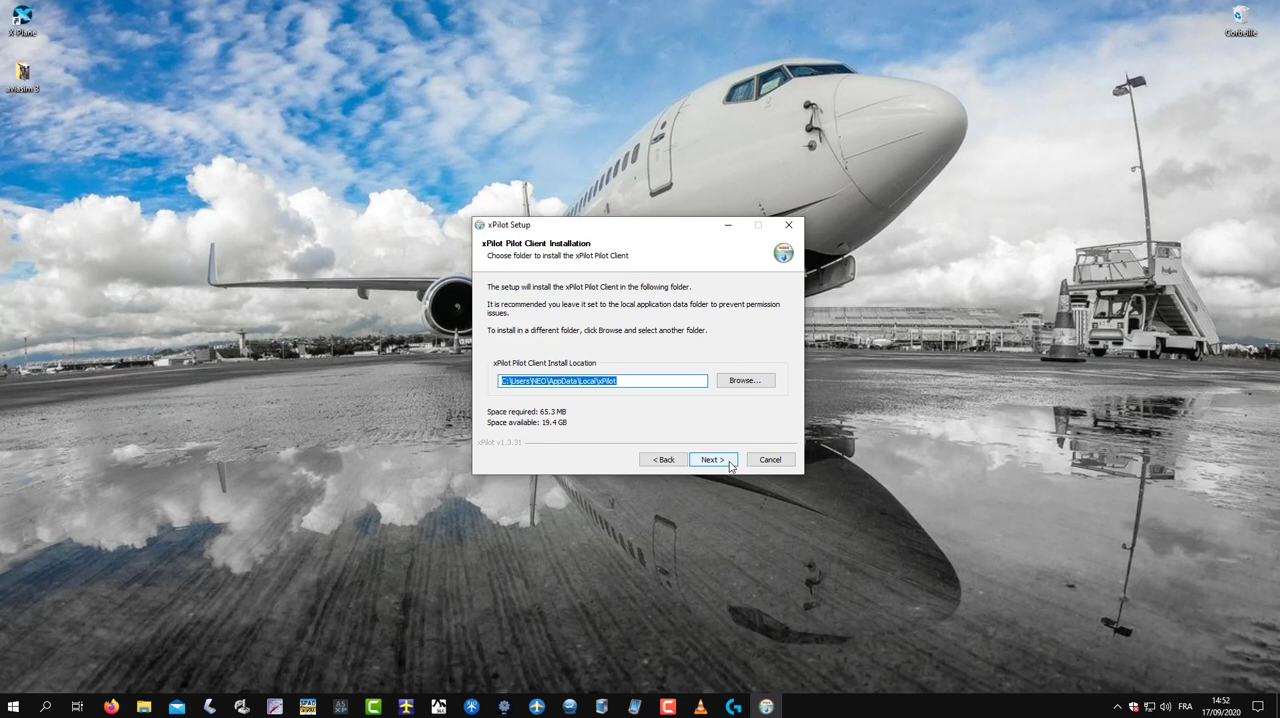 X-Plane
aviasim 3
Corbeille
xPilot Setup
xPilot Pilot Client Installation
Choose folder to install the xPilot Pilot Client
The setup will install the xPilot Pilot Client in the following folder.
It is recommended you leave it set to the local application data folder to prevent permission
issues.
To install in a different folder, click Browse and select another folder.
xPilot Pilot Client Install Location
C:\Users\NEO\AppData\Local\xPilot
Browse...
Space required: 65.3 MB
Space available: 19.4 GB
xPilot v1.3.31
< Back
Next >
Cancel
FRA
14:52
17/09/2020